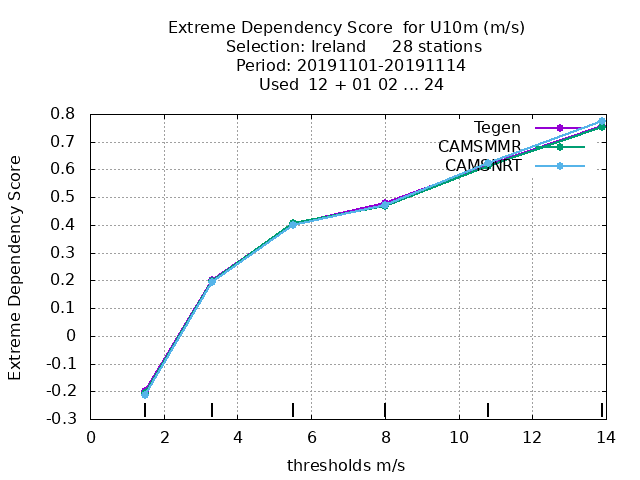 Extreme Dependency Score  for U10m (m/s)
Selection: Ireland     28 stations
Period: 20191101-20191114
Used  12 + 01 02 ... 24
Extreme Dependency Score
0.8
0.7
0.6
0.5
0.4
0.3
0.2
0.1
0
-0.1
-0.2
-0.3
Tegen
CAMSMMR
CAMSNRT
0 2 4 6 8 10 12 14
thresholds m/s